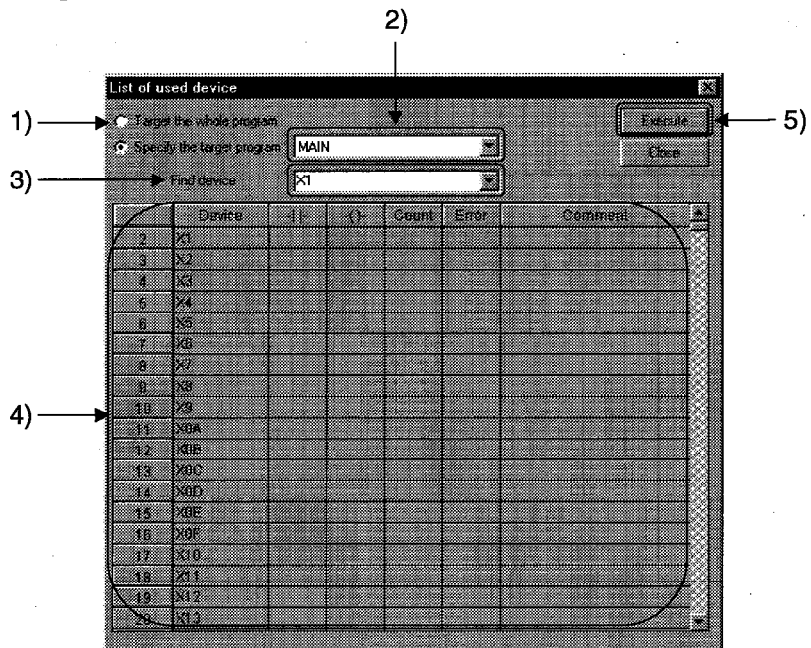 2)
List of used device
1)
Target the whole program
Execute
5)
Specify the target program
MAIN
Close
3)
Find device
X1
Device -| |- -( )- Count Error Comment
2 X1
3 X2
4 X3
5 X4
6 X5
7 X6
8 X7
9 X8
10 X9
4)
11 X0A
12 X0B
13 X0C
14 X0D
15 X0E
16 X0F
17 X10
18 X11
19 X12
20 X13